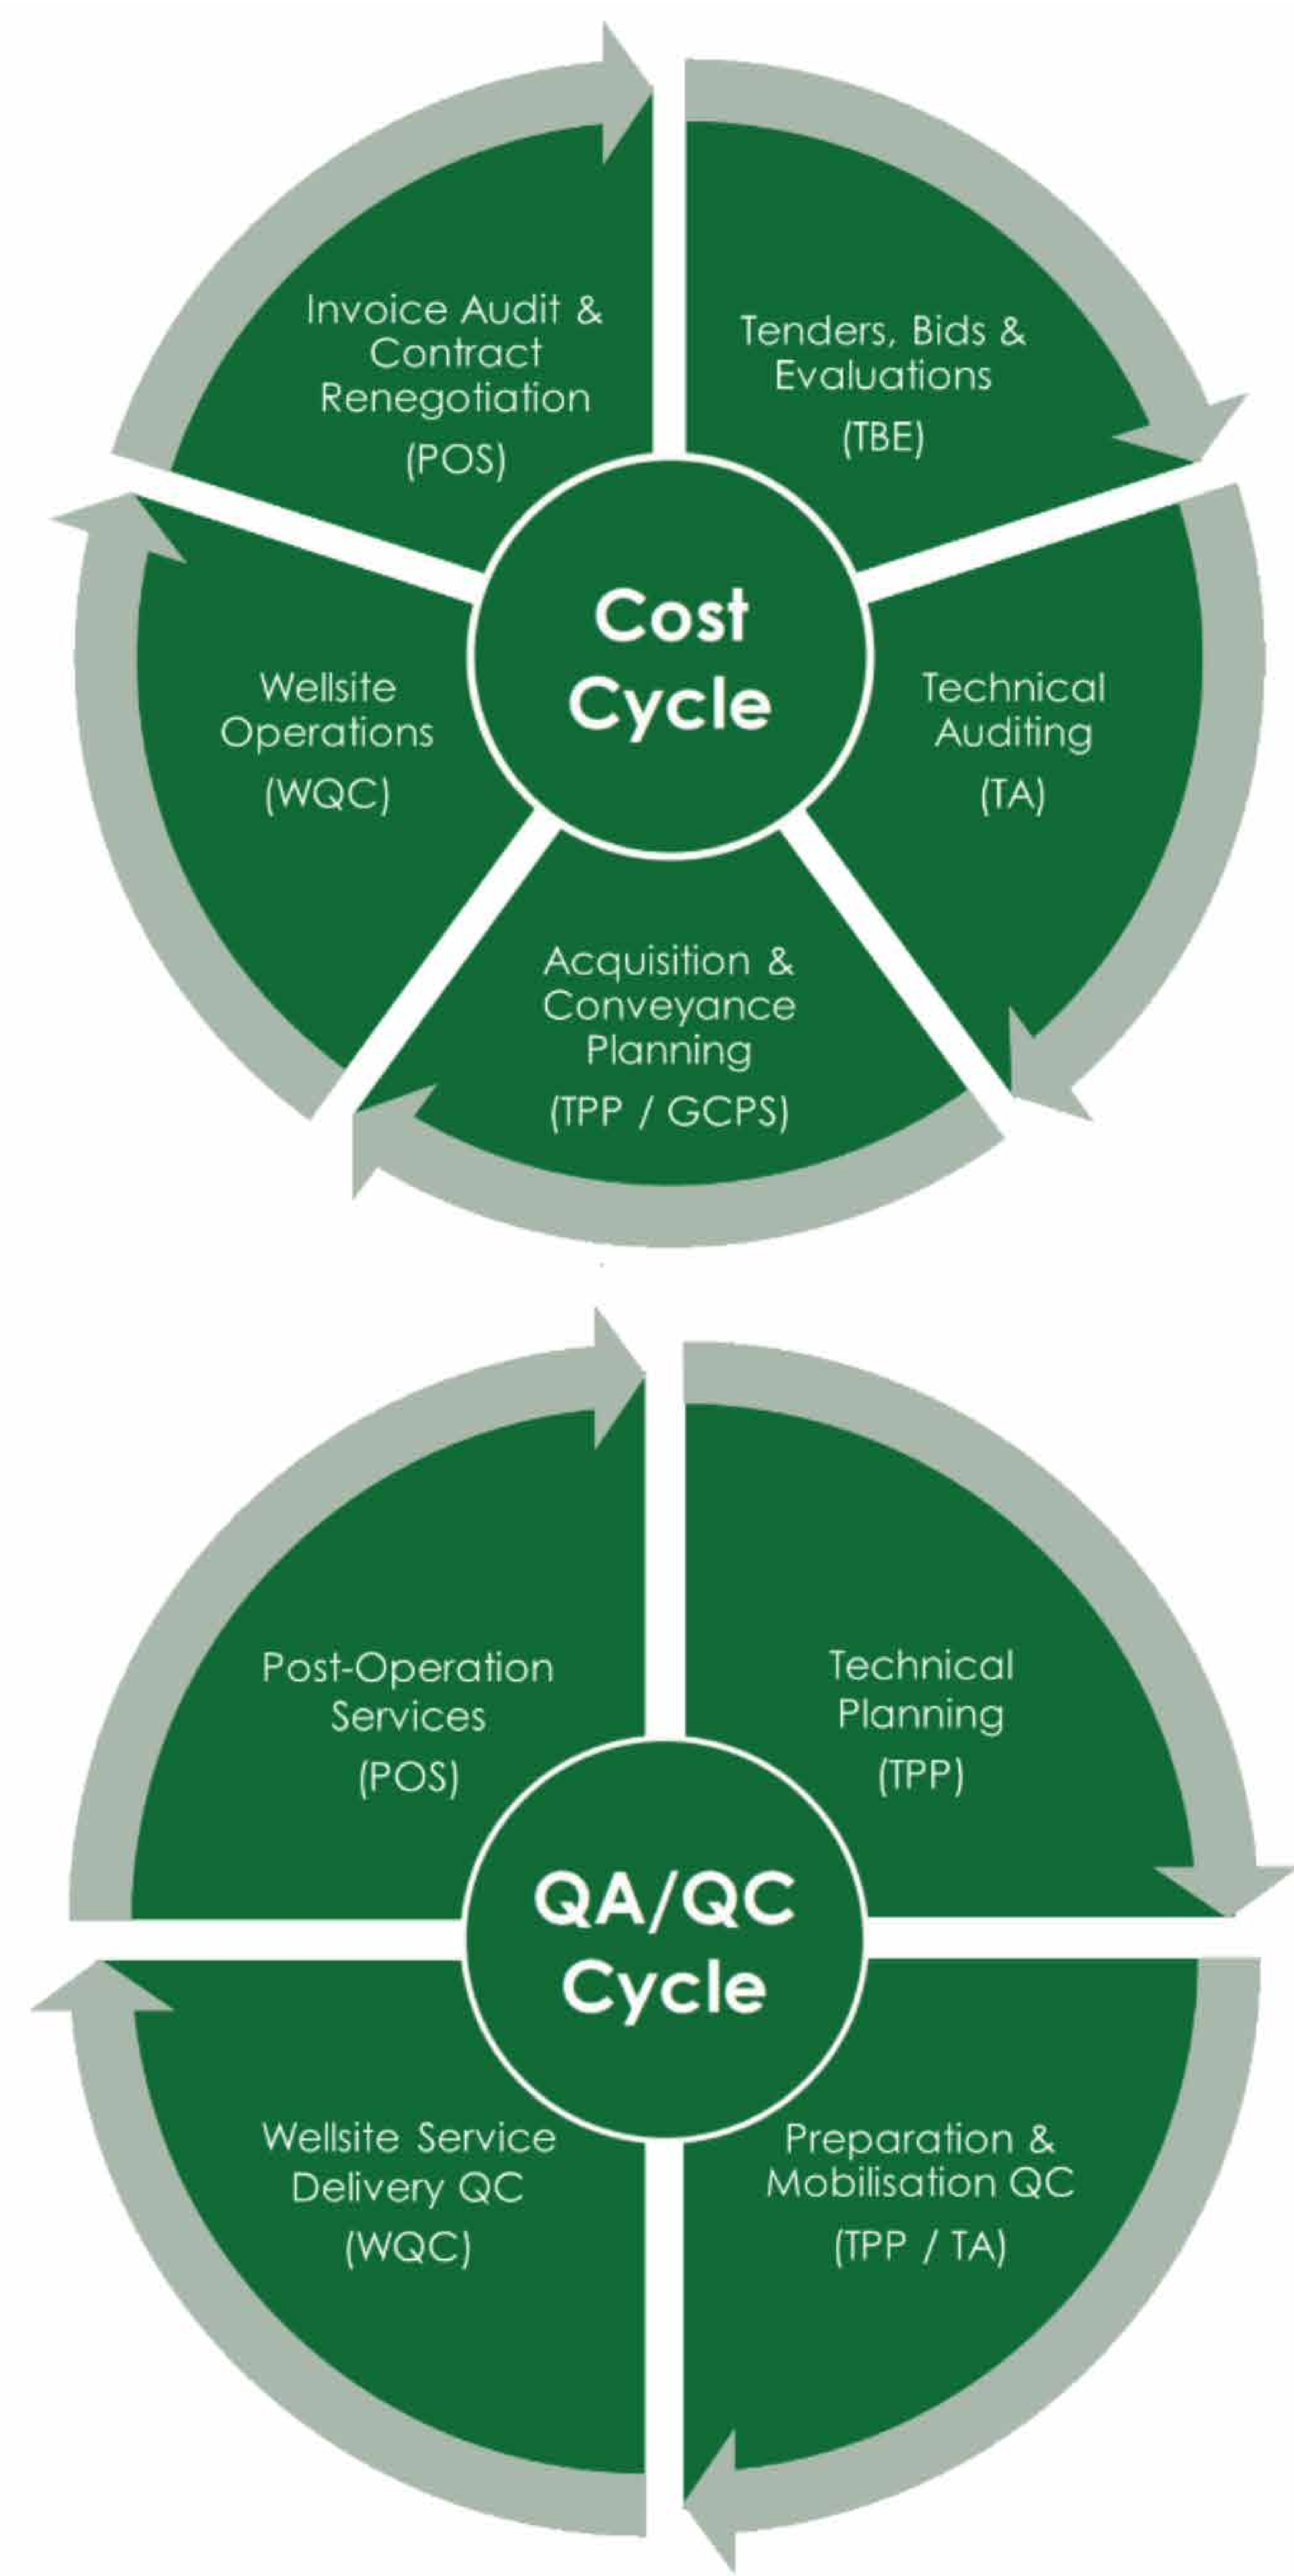 Cost
Cycle
Tenders, Bids &
Evaluations
(TBE)
Technical
Auditing
(TA)
Acquisition &
Conveyance
Planning
(TPP / GCPS)
Wellsite
Operations
(WQC)
Invoice Audit &
Contract
Renegotiation
(POS)
QA/QC
Cycle
Technical
Planning
(TPP)
Preparation &
Mobilisation QC
(TPP / TA)
Wellsite Service
Delivery QC
(WQC)
Post-Operation
Services
(POS)